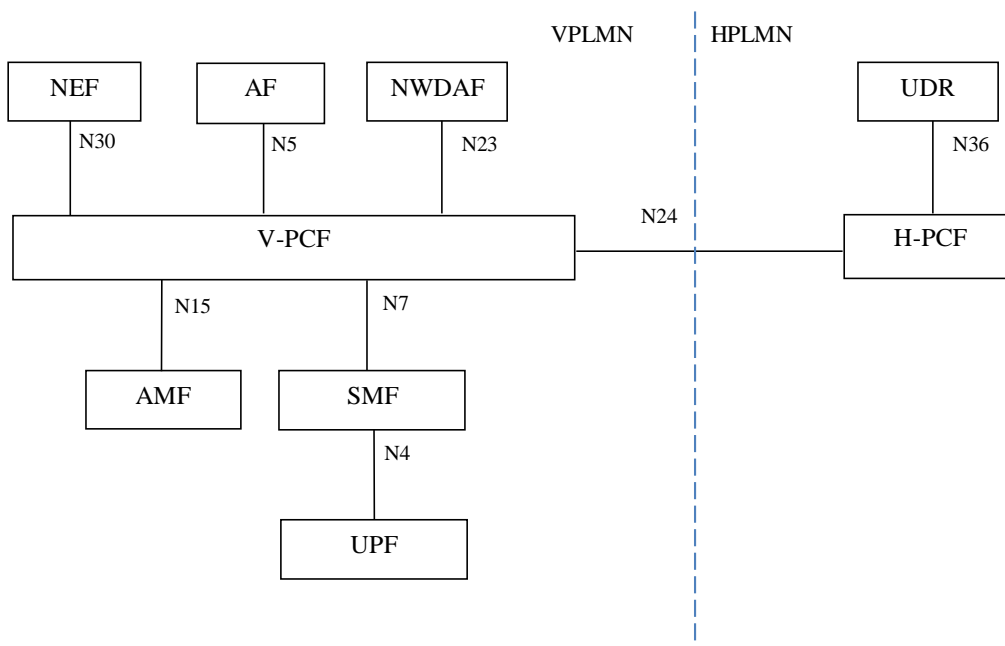 VPLMN
HPLMN
NEF
AF
NWDAF
UDR
N30
N5
N23
N36
V-PCF
N24
H-PCF
N15
N7
AMF
SMF
N4
UPF